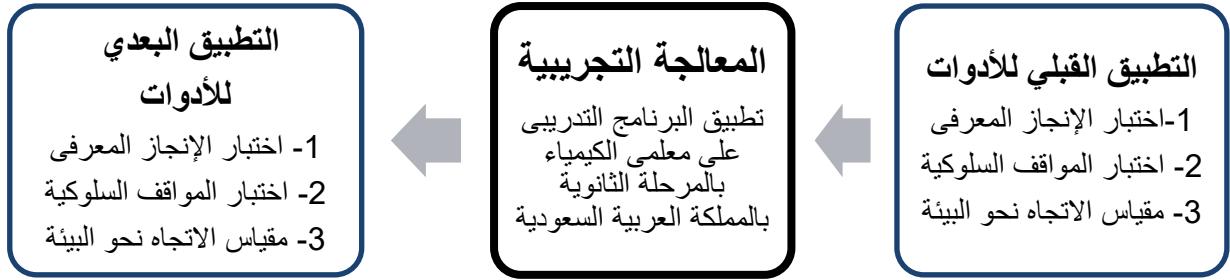 التطبيق القبلي للأدوات
1-اختبار الإنجاز المعرفى
2- اختبار المواقف السلوكية
3- مقياس الاتجاه نحو البيئة
المعالجة التجريبية
تطبيق البرنامج التدريبى
على معلمى الكيمياء
بالمرحلة الثانوية
بالمملكة العربية السعودية
التطبيق البعدي
للأدوات
1- اختبار الإنجاز المعرفى
2- اختبار المواقف السلوكية
3- مقياس الاتجاه نحو البيئة